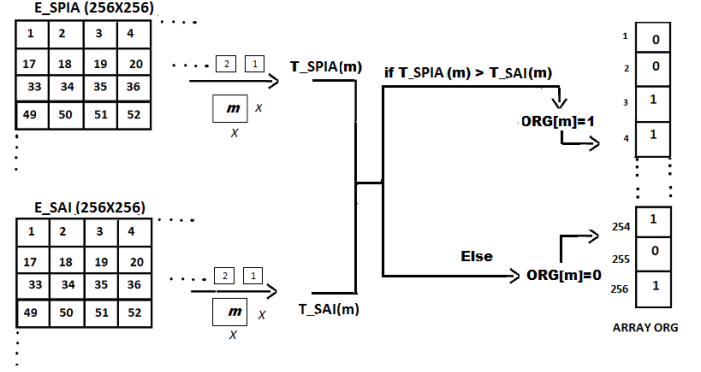 E_SPIA (256X256)
1 2 3 4
17 18 19 20
33 34 35 36
49 50 51 52
2 1
m X
X
T_SPIA(m)
if T_SPIA (m) > T_SAI(m)
ORG[m]=1
1 0
2 0
3 1
4 1
E_SAI (256X256)
1 2 3 4
17 18 19 20
33 34 35 36
49 50 51 52
2 1
m X
X
T_SAI(m)
Else
ORG[m]=0
254 1
255 0
256 1
ARRAY ORG